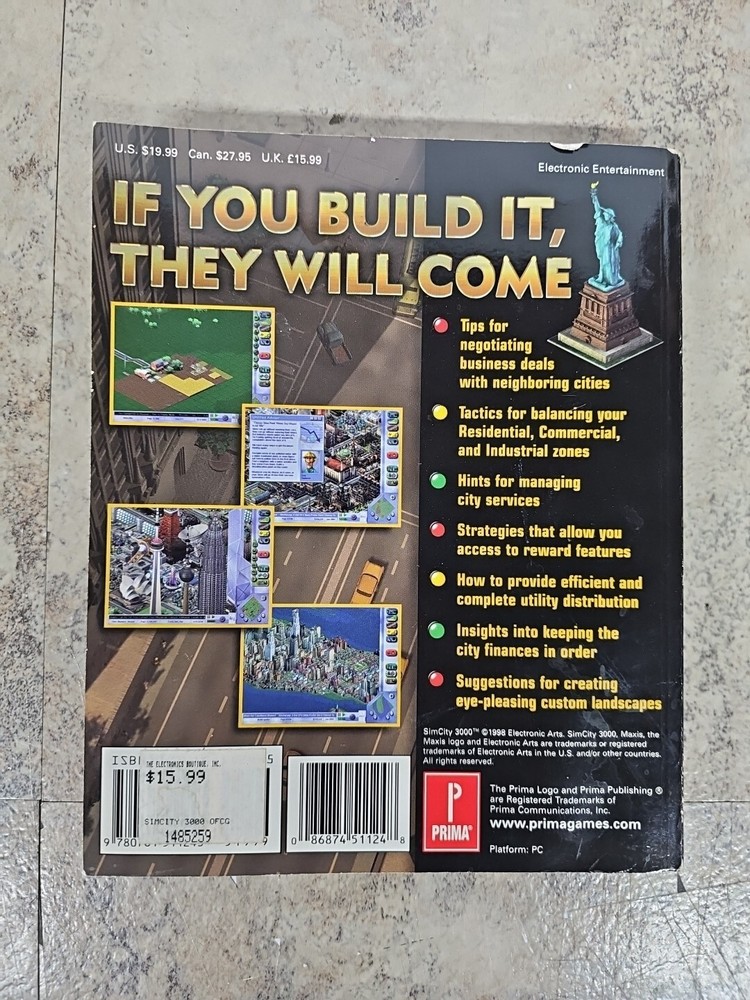 U.S. $19.99 Can. $27.95 U.K. £15.99
Electronic Entertainment
IF YOU BUILD IT,
THEY WILL COME
Tips for
negotiating
business deals
with neighboring cities
Tactics for balancing your
Residential, Commercial,
and Industrial zones
Hints for managing
city services
Strategies that allow you
access to reward features
How to provide efficient and
complete utility distribution
Insights into keeping the
city finances in order
Suggestions for creating
eye-pleasing custom landscapes
SimCity 3000™ ©1998 Electronic Arts. SimCity 3000, Maxis, the
Maxis logo and Electronic Arts are trademarks or registered
trademarks of Electronic Arts in the U.S. and/or other countries.
All rights reserved.
ISB
5
THE ELECTRONICS BOUTIQUE, INC.
$15.99
SIMCITY 3000 OFCG
1485259
9 780
0 86874 51124 8
P
PRIMA®
The Prima Logo and Prima Publishing ®
are Registered Trademarks of
Prima Communications, Inc.
www.primagames.com
Platform: PC